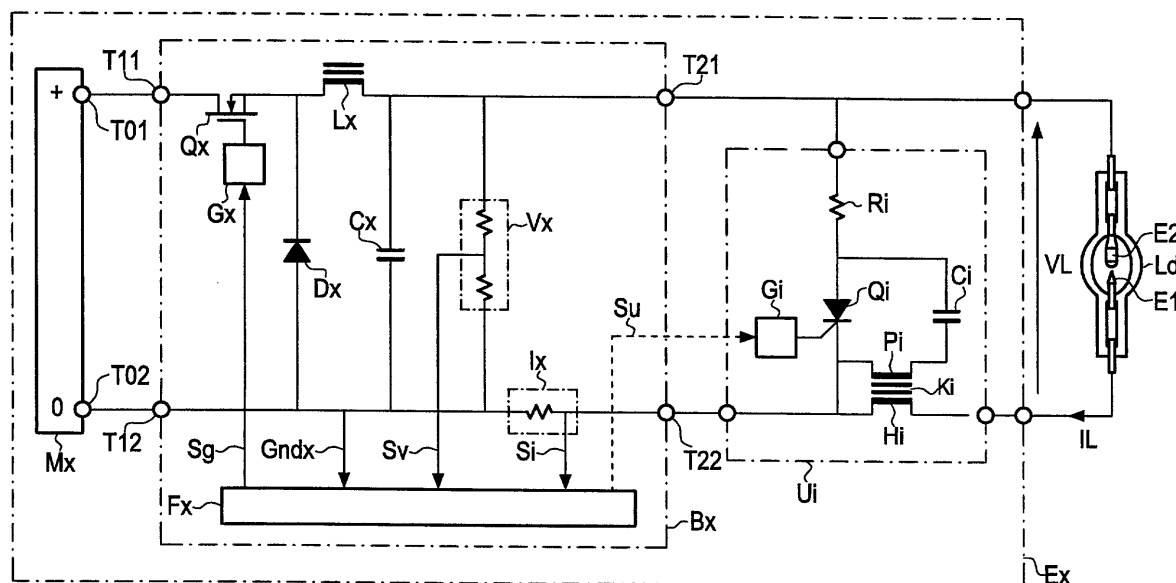 T11
T21
+
T01
Qx
Lx
Gx
Cx
Vx
Ri
E2
VL
Ld
Dx
Su
Gi
Qi
Ci
E1
Ix
Pi
Ki
T02
0
T12
Hi
IL
Mx
Sg
Gndx
Sv
Si
T22
Ui
Fx
Bx
Ex